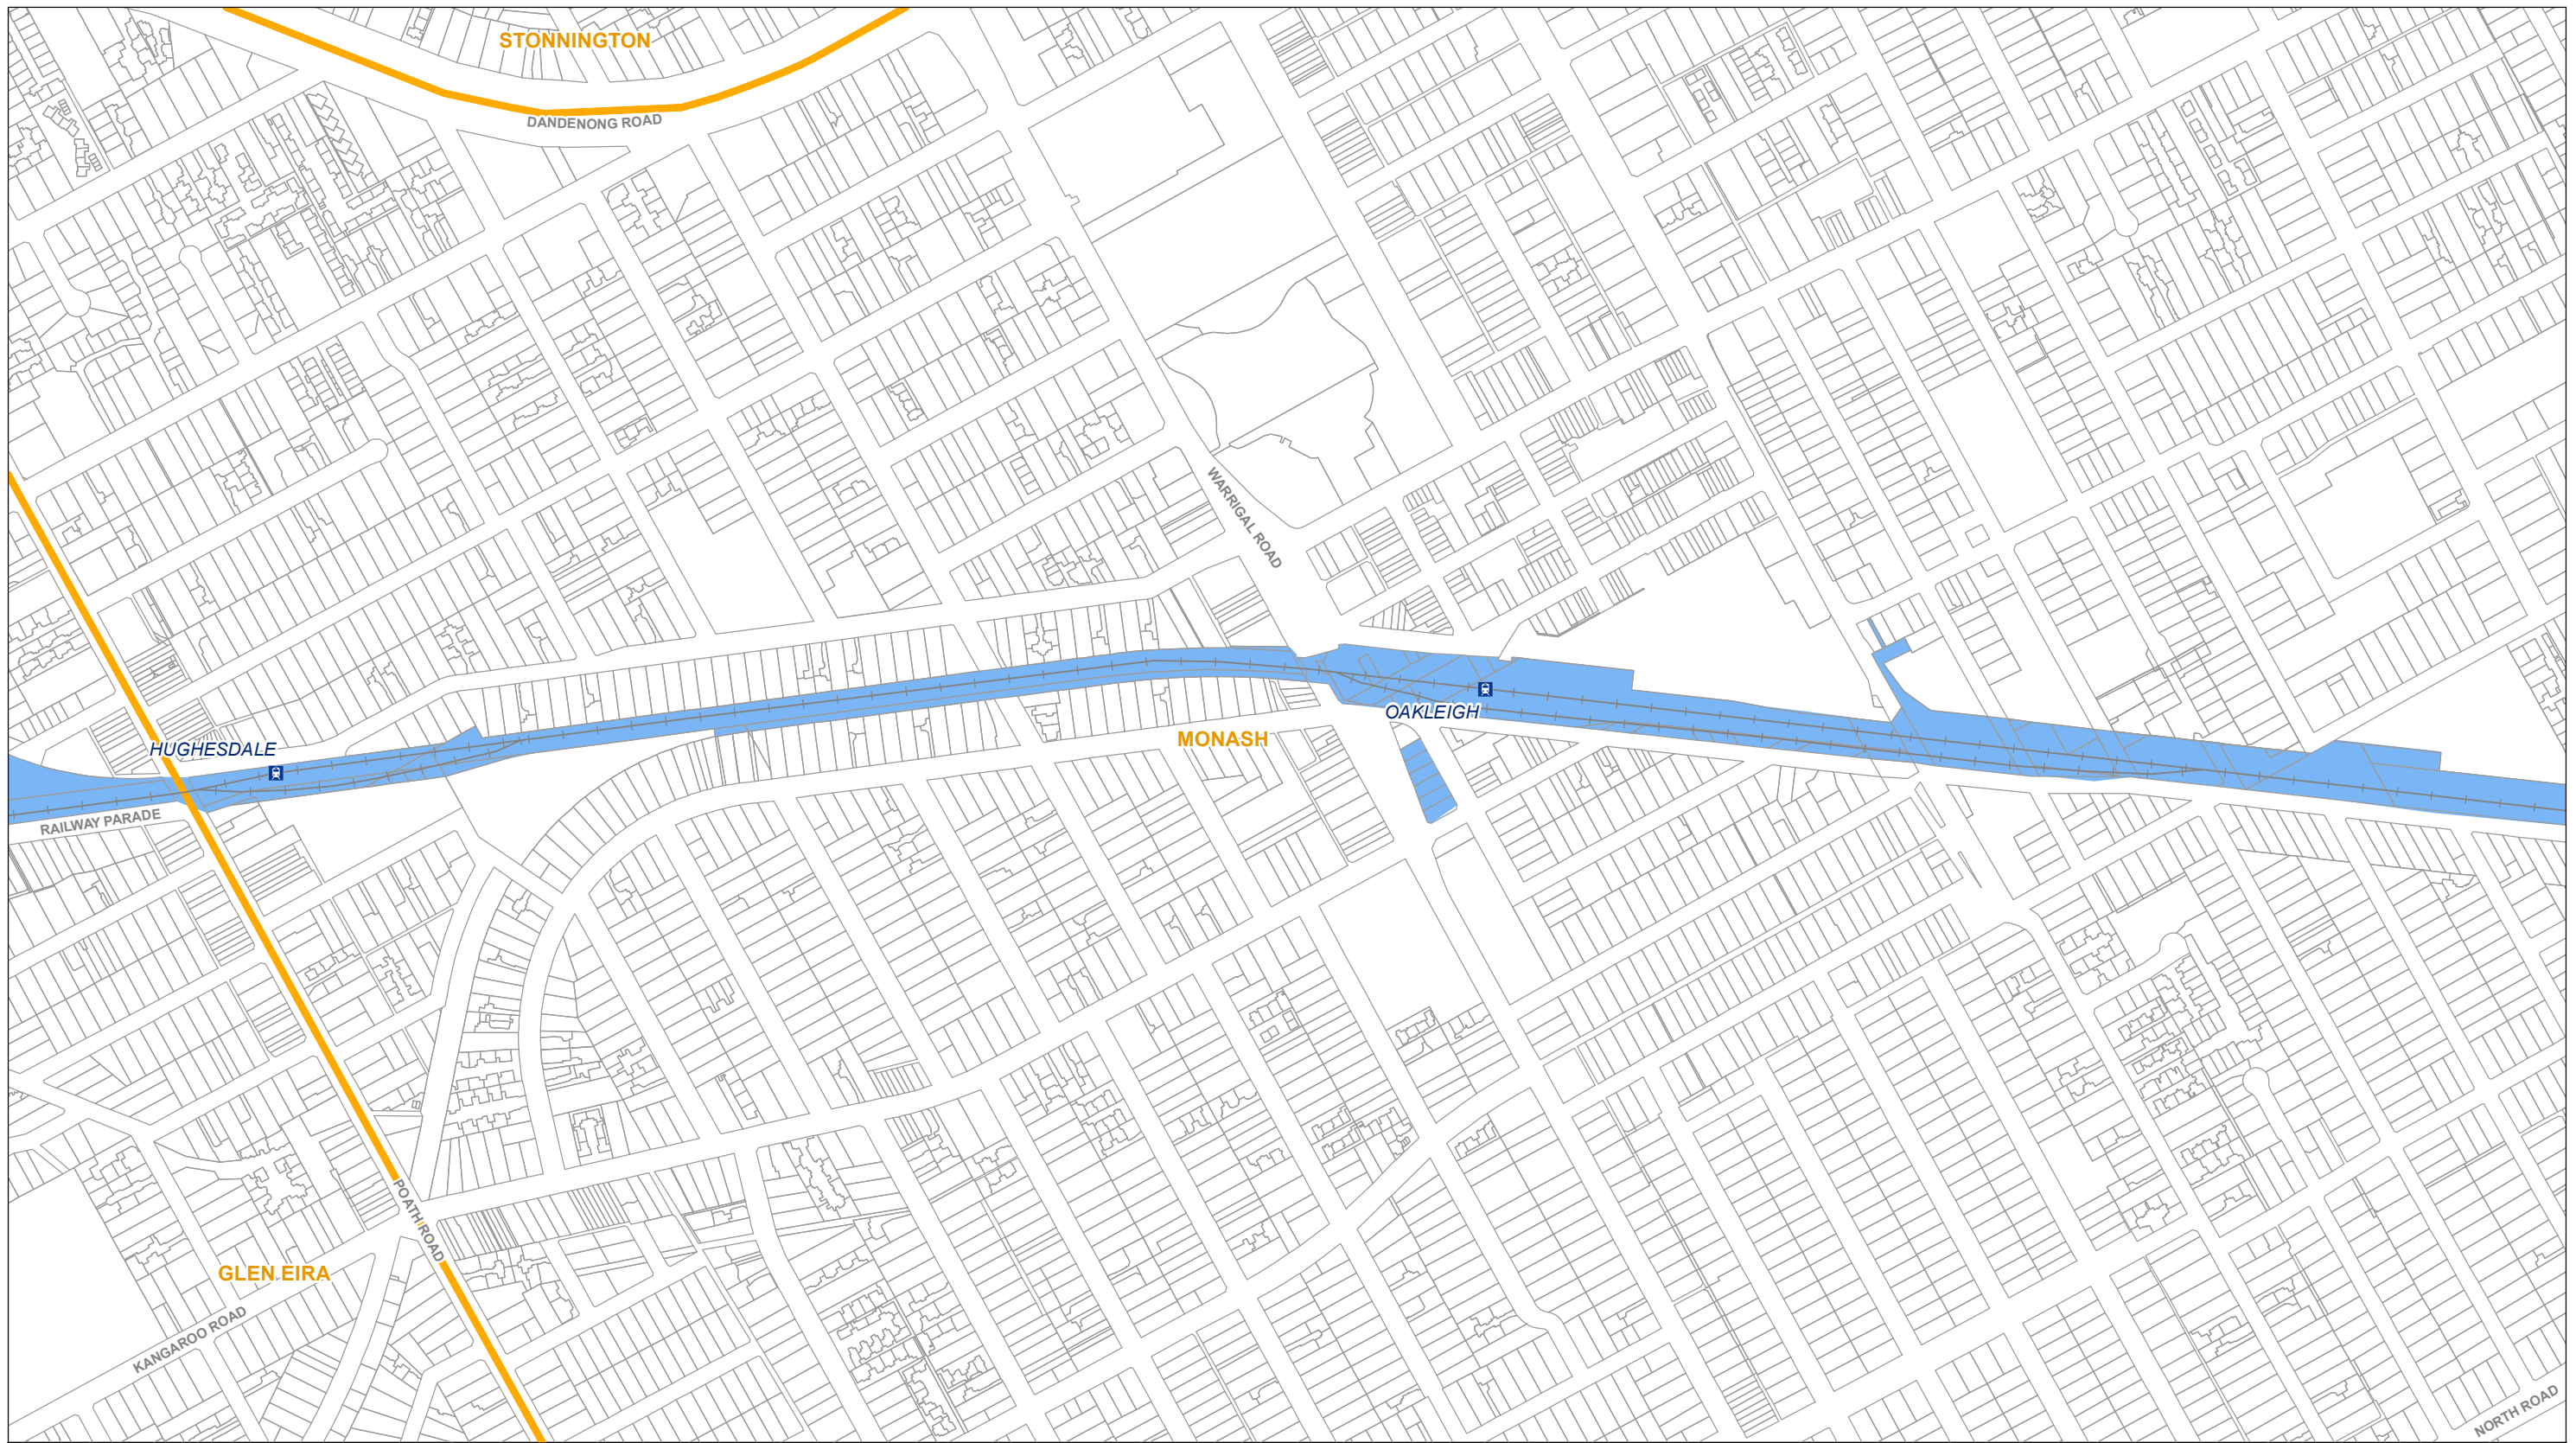 STONNINGTON
DANDENONG ROAD
WARRIGAL ROAD
OAKLEIGH
MONASH
HUGHESDALE
RAILWAY PARADE
POATH ROAD
GLEN EIRA
KANGAROO ROAD
NORTH ROAD